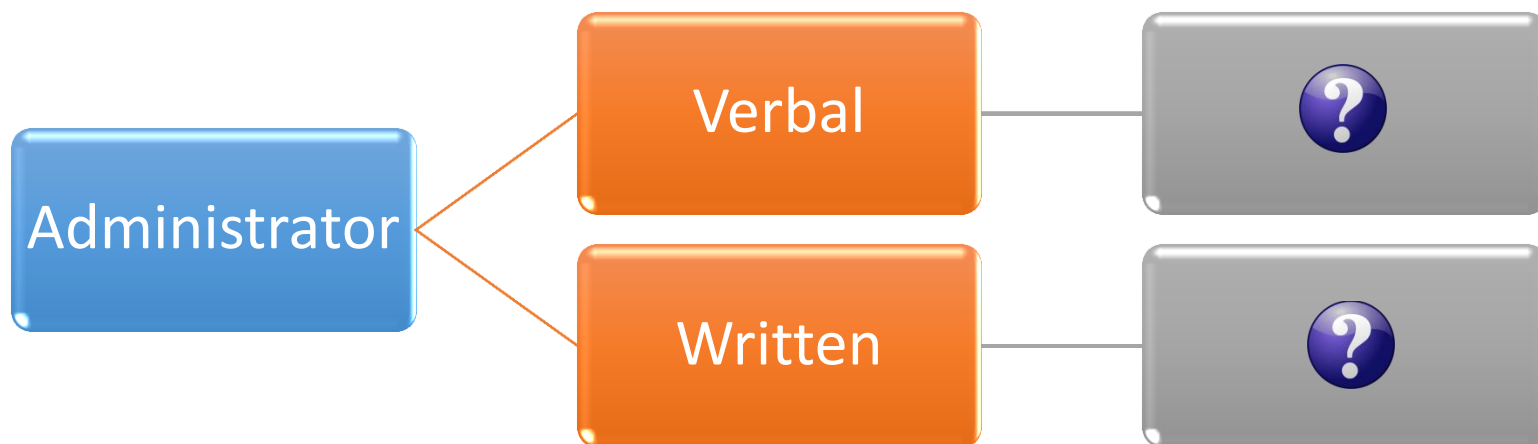 Administrator
Verbal
?
Written
?